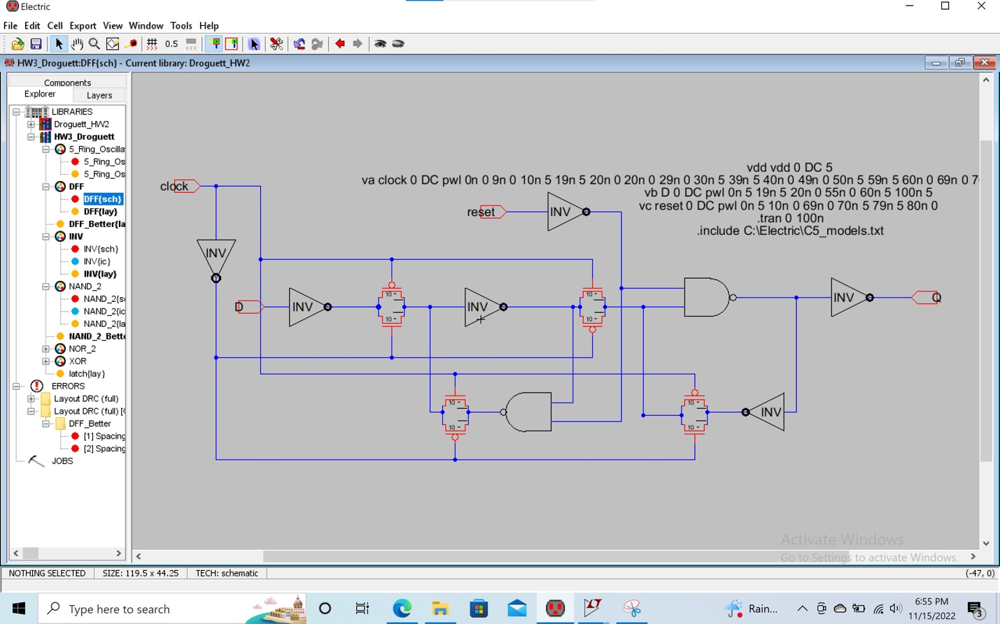 Electric
File Edit Cell Export View Window Tools Help
0.5
HW3_Droguett:DFF{sch} - Current library: Droguett_HW2
Components
Explorer Layers
LIBRARIES
Droguett_HW2
HW3_Droguett
5_Ring_Oscilla
5_Ring_Os
5_Ring_Os
DFF
DFF{sch}
DFF{lay}
DFF_Better{la
INV
INV{sch}
INV{ic}
INV{lay}
NAND_2
NAND_2{s
NAND_2{ic
NAND_2{la
NAND_2_Bett
NOR_2
XOR
latch{lay}
ERRORS
Layout DRC (full)
Layout DRC (full) [
DFF_Better
[1] Spacing
[2] Spacing
JOBS
vdd vdd 0 DC 5
va clock 0 DC pwl 0n 0 9n 0 10n 5 19n 5 20n 0 20n 0 29n 0 30n 5 39n 5 40n 0 49n 0 50n 5 59n 5 60n 0 69n 0 7
vb D 0 DC pwl 0n 5 19n 5 20n 0 55n 0 60n 5 100n 5
vc reset 0 DC pwl 0n 5 10n 0 69n 0 70n 5 79n 5 80n 0
.tran 0 100n
.include C:\Electric\C5_models.txt
clock
reset
INV
INV
D
INV
10
10
INV
10
10
INV
Q
10
10
10
10
INV
Activate Windows
Go to Settings to activate Windows.
NOTHING SELECTED SIZE: 119.5 x 44.25 TECH: schematic (-47, 0)
Type here to search
Rain...
6:55 PM
11/15/2022
3